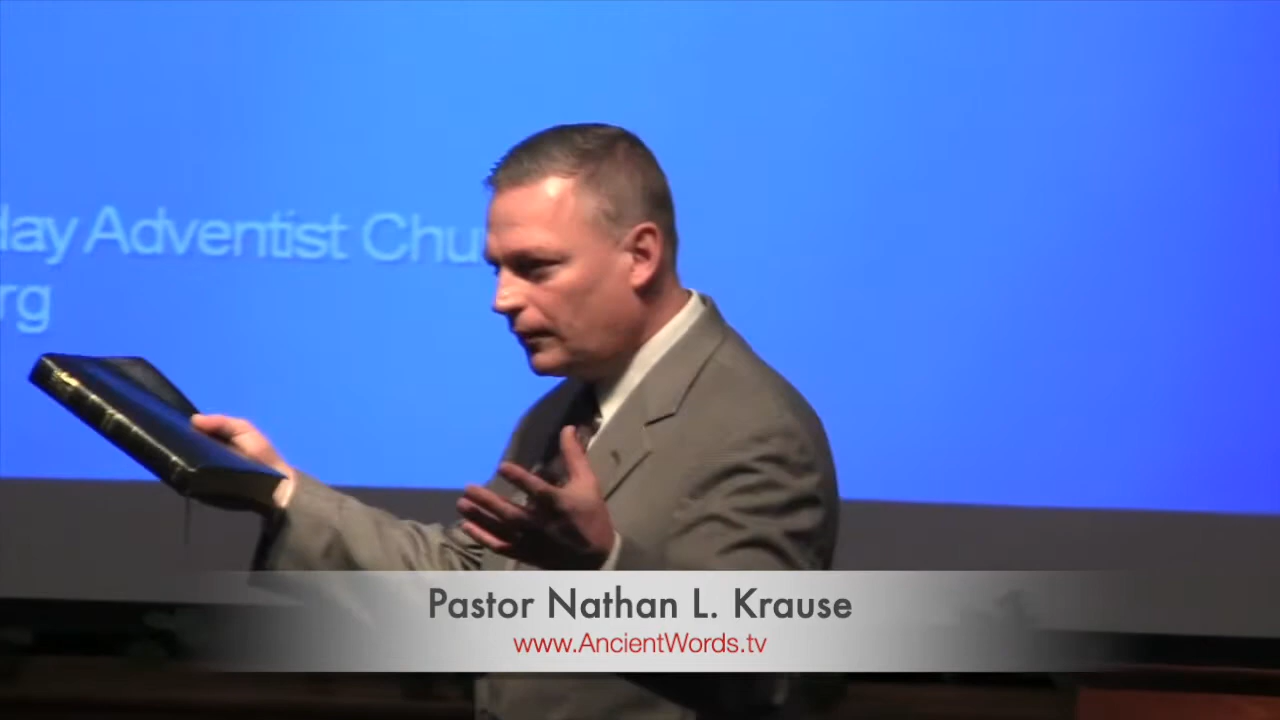 day Adventist Chu
rg
Pastor Nathan L. Krause
www.AncientWords.tv